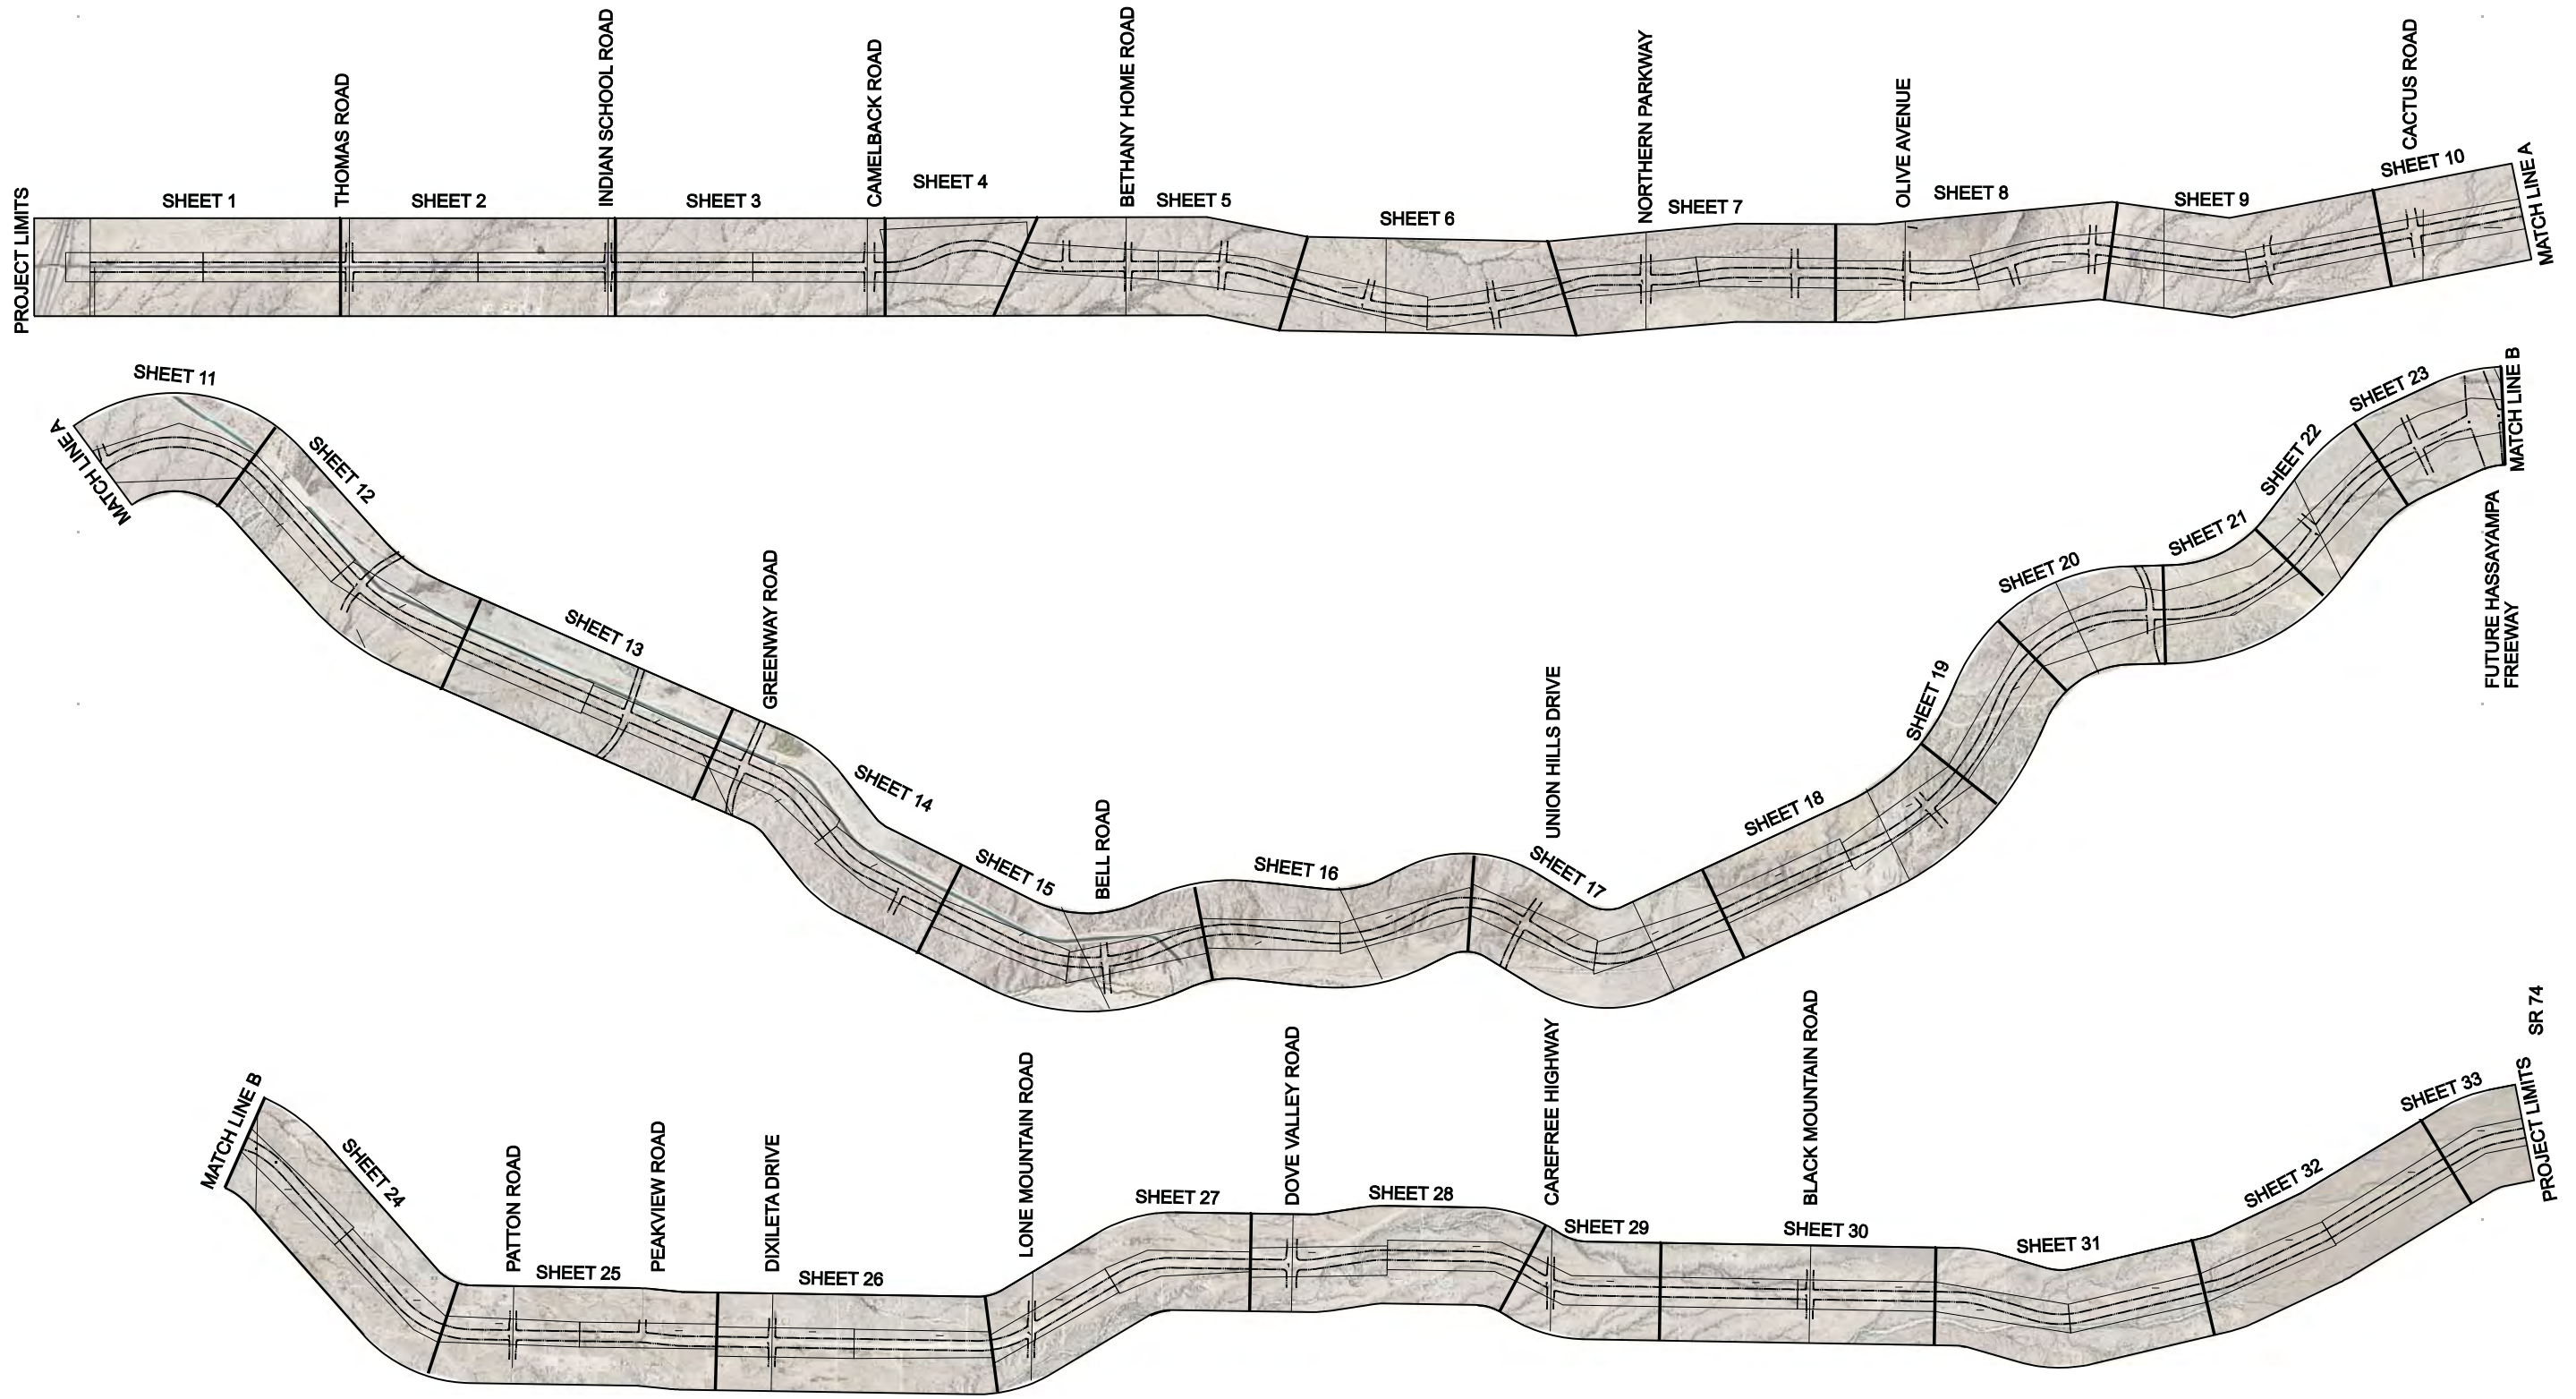 PROJECT LIMITS
SHEET 1
THOMAS ROAD
SHEET 2
INDIAN SCHOOL ROAD
SHEET 3
CAMELBACK ROAD
SHEET 4
BETHANY HOME ROAD
SHEET 5
SHEET 6
NORTHERN PARKWAY
SHEET 7
OLIVE AVENUE
SHEET 8
SHEET 9
CACTUS ROAD
SHEET 10
MATCH LINE A
MATCH LINE A
SHEET 11
SHEET 12
SHEET 13
GREENWAY ROAD
SHEET 14
SHEET 15
BELL ROAD
SHEET 16
UNION HILLS DRIVE
SHEET 17
SHEET 18
SHEET 19
SHEET 20
SHEET 21
SHEET 22
SHEET 23
MATCH LINE B
FUTURE HASSAYAMPA
FREEWAY
MATCH LINE B
SHEET 24
PATTON ROAD
SHEET 25
PEAKVIEW ROAD
DIXILETA DRIVE
SHEET 26
LONE MOUNTAIN ROAD
SHEET 27
DOVE VALLEY ROAD
SHEET 28
CAREFREE HIGHWAY
SHEET 29
BLACK MOUNTAIN ROAD
SHEET 30
SHEET 31
SHEET 32
SHEET 33
PROJECT LIMITS
SR 74